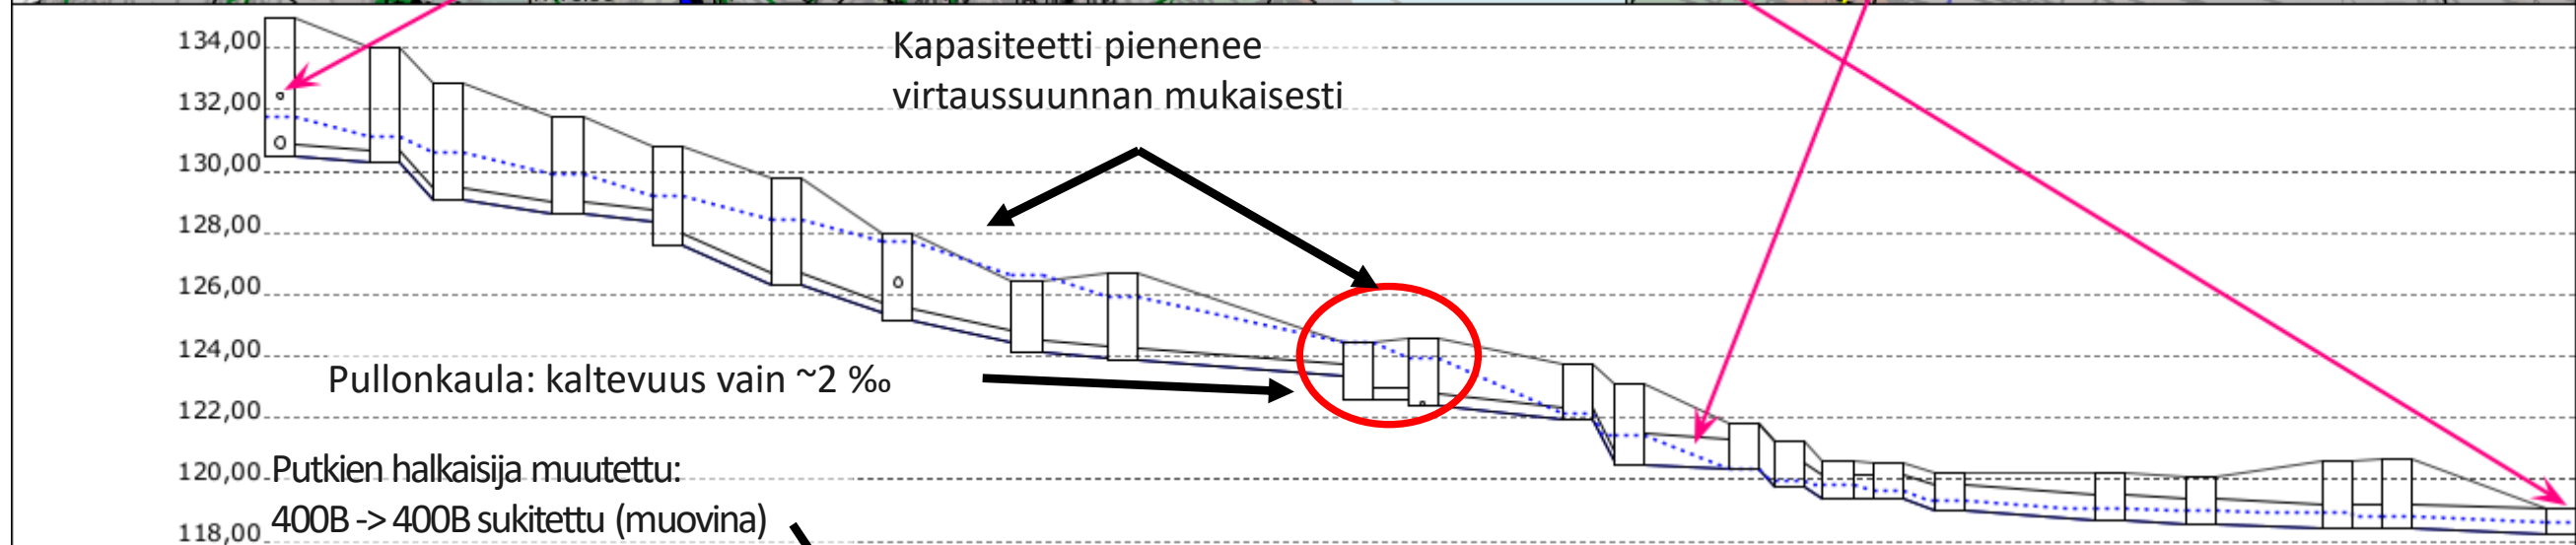 134,00
Kapasiteetti pienenee
virtaussuunnan mukaisesti
132,00
130,00
128,00
126,00
124,00
Pullonkaula: kaltevuus vain ~2 ‰
122,00
120,00
Putkien halkaisija muutettu:
400B -> 400B sukitettu (muovina)
118,00